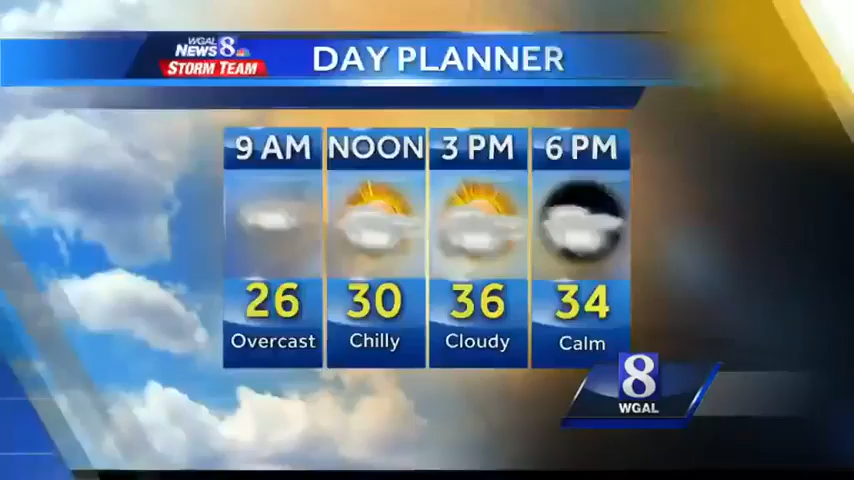 WGAL
NEWS 8
STORM TEAM
DAY PLANNER
9 AM NOON 3 PM 6 PM
26 30 36 34
Overcast Chilly Cloudy Calm
8
WGAL